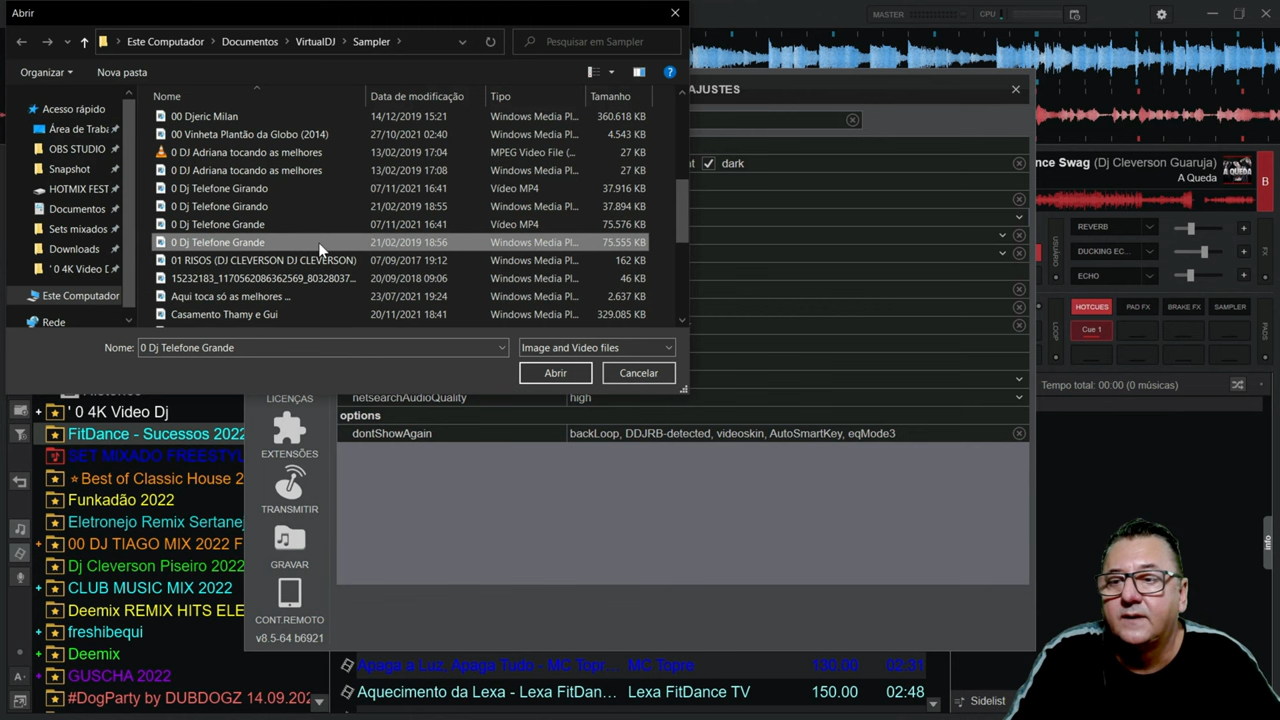 Abrir
MASTER
CPU
Este Computador > Documentos > VirtualDJ > Sampler >
Pesquisar em Sampler
Organizar
Nova pasta
AJUSTES
Nome
Data de modificação
Tipo
Tamanho
Acesso rápido
Área de Traba
OBS STUDIO
Snapshot
HOTMIX FEST
Documentos
Sets mixados
Downloads
' 0 4K Video D
Este Computador
Rede
00 Djeric Milan 14/12/2019 15:21 Windows Media Pl... 360.618 KB
00 Vinheta Plantão da Globo (2014) 27/10/2021 02:40 Windows Media Pl... 4.543 KB
0 DJ Adriana tocando as melhores 13/02/2019 17:04 MPEG Video File (... 27 KB
0 DJ Adriana tocando as melhores 13/02/2019 17:08 Windows Media Pl... 27 KB
0 Dj Telefone Girando 07/11/2021 16:41 Vídeo MP4 37.916 KB
0 Dj Telefone Girando 21/02/2019 18:55 Windows Media Pl... 37.894 KB
0 Dj Telefone Grande 07/11/2021 16:41 Vídeo MP4 75.576 KB
0 Dj Telefone Grande 21/02/2019 18:56 Windows Media Pl... 75.555 KB
01 RISOS (DJ CLEVERSON DJ CLEVERSON) 07/09/2017 19:12 Windows Media Pl... 162 KB
15232183_1170562086362569_80328037... 20/09/2018 09:06 Windows Media Pl... 46 KB
Aqui toca só as melhores ... 23/07/2021 19:24 Windows Media Pl... 2.637 KB
Casamento Thamy e Gui 20/11/2021 18:41 Windows Media Pl... 329.085 KB
Nome: 0 Dj Telefone Grande
Image and Video files
Abrir
Cancelar
dark
nce Swag (Dj Cleverson Guaruja)
A Queda
B
USUÁRIO
REVERB
DUCKING EC...
ECHO
LOOP
HOTCUES
PAD FX
BRAKE FX
SAMPLER
Cue 1
PADS
Tempo total: 00:00 (0 músicas)
LICENÇAS
EXTENSÕES
TRANSMITIR
GRAVAR
CONT.REMOTO
v8.5-64 b6921
netsearchAudioQuality high
options
dontShowAgain backLoop, DDJRB-detected, videoskin, AutoSmartKey, eqMode3
' 0 4K Video Dj
FitDance - Sucessos 2022
SET MIXADO FREESTYL
Best of Classic House 2
Funkadão 2022
Eletronejo Remix Sertanej
00 DJ TIAGO MIX 2022 F
Dj Cleverson Piseiro 2022
CLUB MUSIC MIX 2022
Deemix REMIX HITS ELE
freshibequi
Deemix
GUSCHA 2022
#DogParty by DUBDOGZ 14.09.202
Apaga a Luz; Apaga Tudo - MC Topr... MC Topre 130.00 02:31
Aquecimento da Lexa - Lexa FitDan... Lexa FitDance TV 150.00 02:48
info
Sidelist